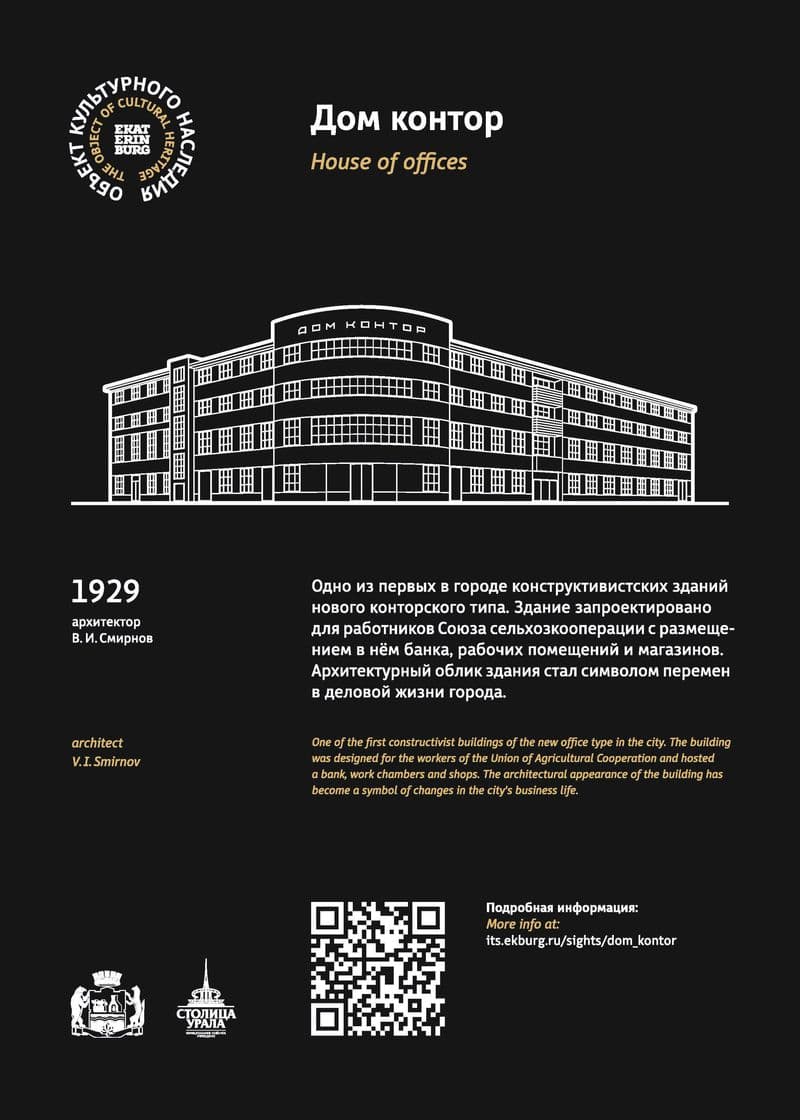 ОБЪЕКТ КУЛЬТУРНОГО НАСЛЕДИЯ
THE OBJECT OF CULTURAL HERITAGE
EKAT
ERIN
BURG
Дом контор
House of offices
ДОМ КОНТОР
1929
архитектор
В. И. Смирнов
Одно из первых в городе конструктивистских зданий
нового конторского типа. Здание запроектировано
для работников Союза сельхозкооперации с размеще-
нием в нём банка, рабочих помещений и магазинов.
Архитектурный облик здания стал символом перемен
в деловой жизни города.
architect
V. I. Smirnov
One of the first constructivist buildings of the new office type in the city. The building
was designed for the workers of the Union of Agricultural Cooperation and hosted
a bank, work chambers and shops. The architectural appearance of the building has
become a symbol of changes in the city's business life.
Подробная информация:
More info at:
its.ekburg.ru/sights/dom_kontor
СТОЛИЦА
УРАЛА